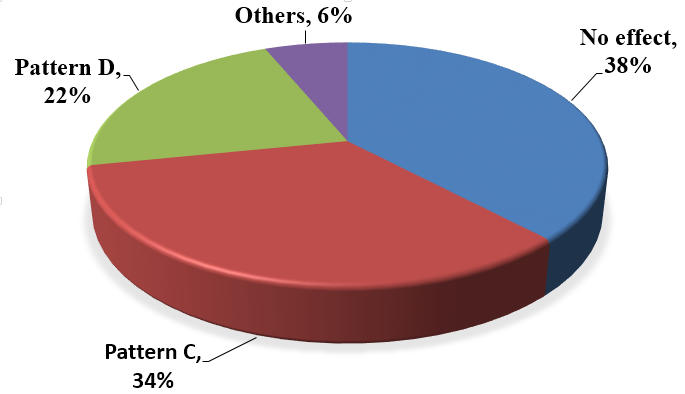 Others, 6%
No effect,
38%
Pattern D,
22%
Pattern C,
34%